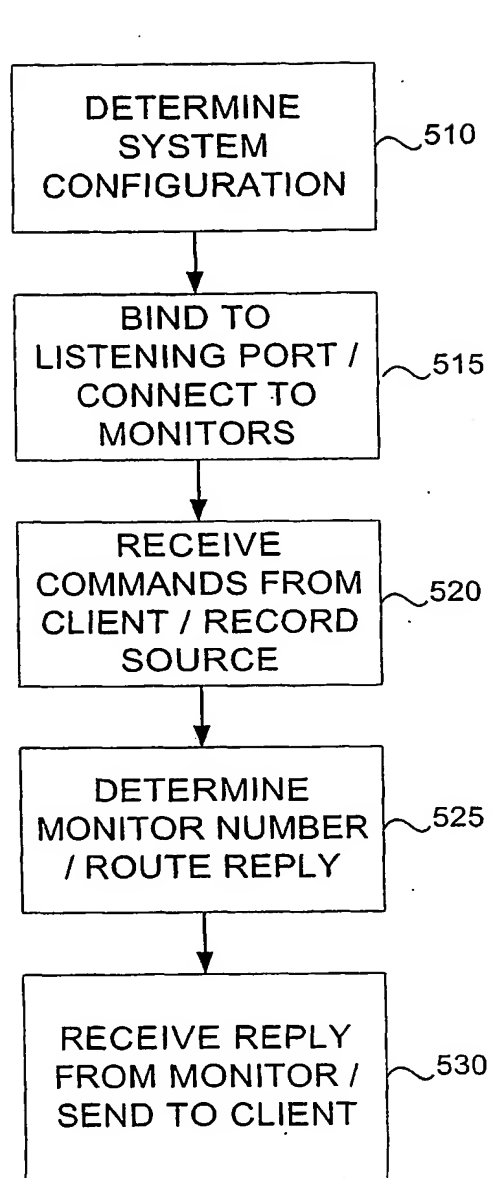 DETERMINE
SYSTEM
CONFIGURATION
510
BIND TO
LISTENING PORT /
CONNECT TO
MONITORS
515
RECEIVE
COMMANDS FROM
CLIENT / RECORD
SOURCE
520
DETERMINE
MONITOR NUMBER
/ ROUTE REPLY
525
RECEIVE REPLY
FROM MONITOR /
SEND TO CLIENT
530